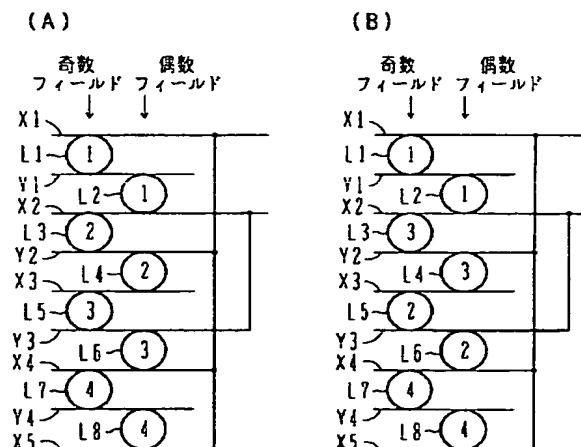 (A)
奇数 偶数
フィールド フィールド
X1
L1 1
Y1 L2 1
X2
L3 2
Y2 L4 2
X3
L5 3
Y3 L6 3
X4
L7 4
Y4 L8 4
X5
(B)
奇数 偶数
フィールド フィールド
X1
L1 1
Y1 L2 1
X2
L3 3
Y2 L4 3
X3
L5 2
Y3 L6 2
X4
L7 4
Y4 L8 4
X5